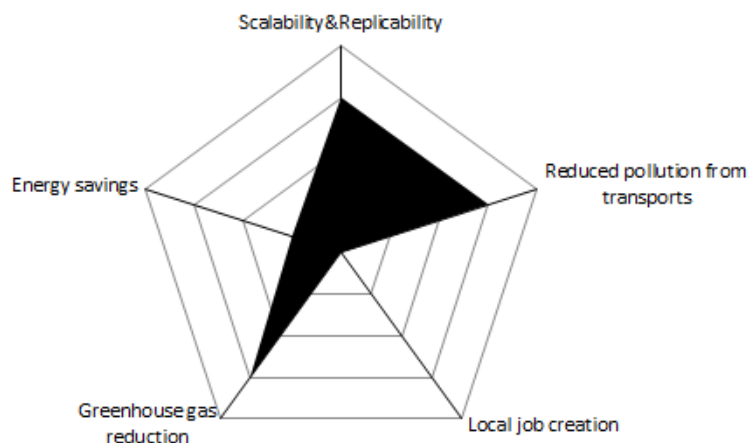 Scalability&Replicability
Energy savings
Reduced pollution from
transports
Greenhouse gas
reduction
Local job creation